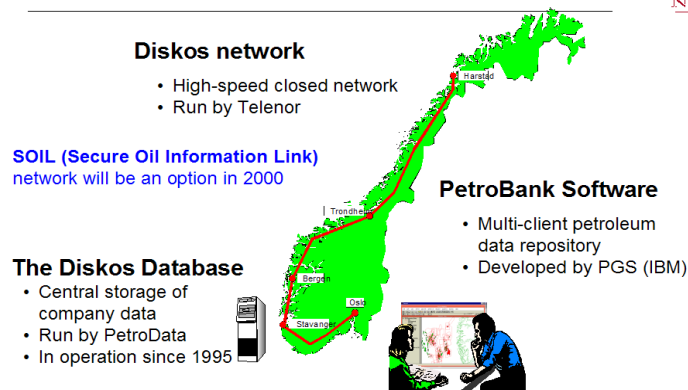 Diskos network
• High-speed closed network
• Run by Telenor
Harstad
SOIL (Secure Oil Information Link)
network will be an option in 2000
PetroBank Software
• Multi-client petroleum
data repository
• Developed by PGS (IBM)
Trondheim
The Diskos Database
• Central storage of
company data
• Run by PetroData
• In operation since 1995
Bergen
Oslo
Stavanger